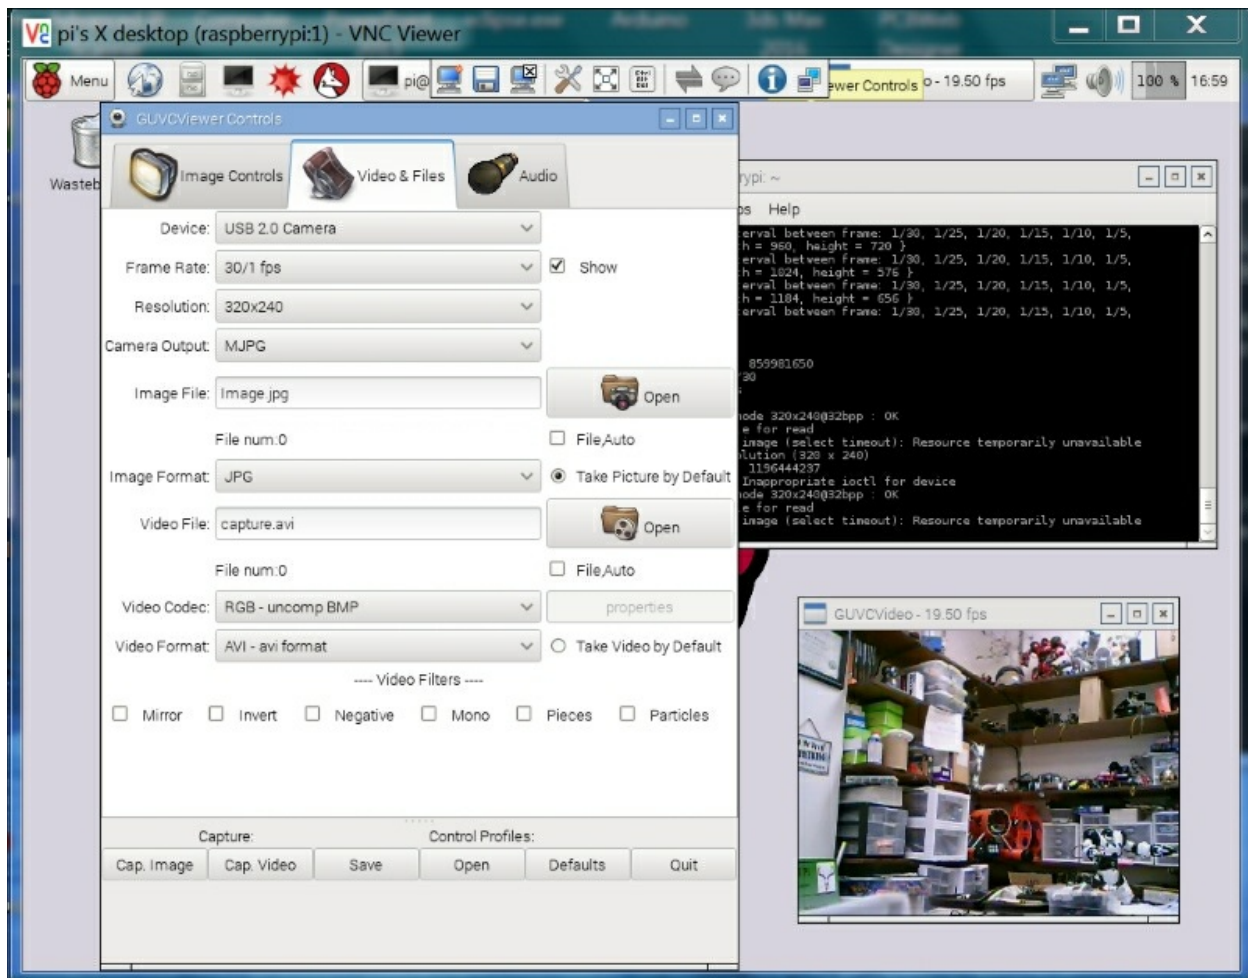 pi's X desktop (raspberrypi:1) - VNC Viewer
Menu
pi@
ewer Controls
o - 19.50 fps
100 %
16:59
GUVCViewer Controls
Image Controls
Video & Files
Audio
Wasteb
Device:
USB 2.0 Camera
Frame Rate:
30/1 fps
Show
Resolution:
320x240
Camera Output:
MJPG
Image File:
Image.jpg
Open
File num:0
File,Auto
Image Format:
JPG
Take Picture by Default
Video File:
capture.avi
Open
File num:0
File,Auto
Video Codec:
RGB - uncomp BMP
properties
Video Format:
AVI - avi format
Take Video by Default
---- Video Filters ----
Mirror
Invert
Negative
Mono
Pieces
Particles
Capture:
Control Profiles:
Cap. Image
Cap. Video
Save
Open
Defaults
Quit
rypi: ~
os Help
erval between frame: 1/30, 1/25, 1/20, 1/15, 1/10, 1/5,
h = 960, height = 720 }
erval between frame: 1/30, 1/25, 1/20, 1/15, 1/10, 1/5,
h = 1024, height = 576 }
erval between frame: 1/30, 1/25, 1/20, 1/15, 1/10, 1/5,
h = 1184, height = 656 }
erval between frame: 1/30, 1/25, 1/20, 1/15, 1/10, 1/5,
859981650
/30
ode 320x240@32bpp : OK
e for read
image (select timeout): Resource temporarily unavailable
lution (320 x 240)
1196444237
Inappropriate ioctl for device
ode 320x240@32bpp : OK
e for read
image (select timeout): Resource temporarily unavailable
GUVCVideo - 19.50 fps